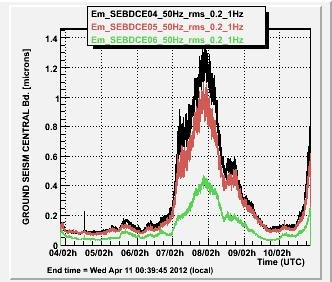 Em_SEBDCE04_50Hz_rms_0.2_1Hz
Em_SEBDCE05_50Hz_rms_0.2_1Hz
Em_SEBDCE06_50Hz_rms_0.2_1Hz
GROUND SEISM CENTRAL Bd. [microns]
1.4
1.2
1
0.8
0.6
0.4
0.2
0
04/02h 05/02h 06/02h 07/02h 08/02h 09/02h 10/02h
Time (UTC)
End time = Wed Apr 11 00:39:45 2012 (local)